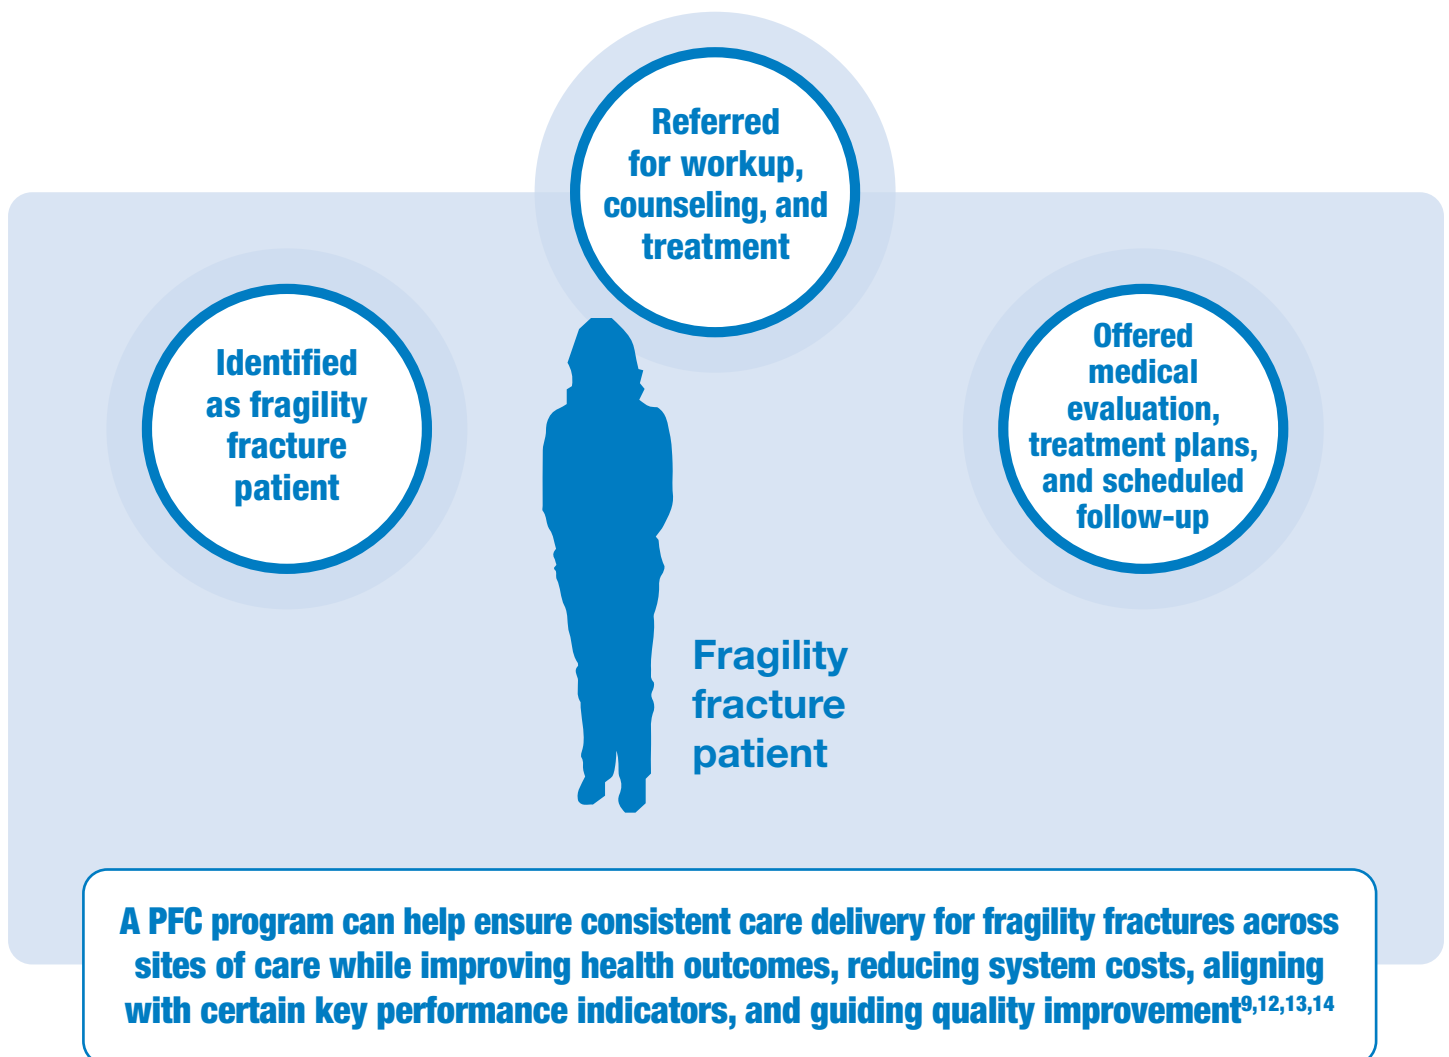 Referred
for workup,
counseling, and
treatment
Identified
as fragility
fracture
patient
Offered
medical
evaluation,
treatment plans,
and scheduled
follow-up
Fragility
fracture
patient
A PFC program can help ensure consistent care delivery for fragility fractures across
sites of care while improving health outcomes, reducing system costs, aligning
with certain key performance indicators, and guiding quality improvement9,12,13,14